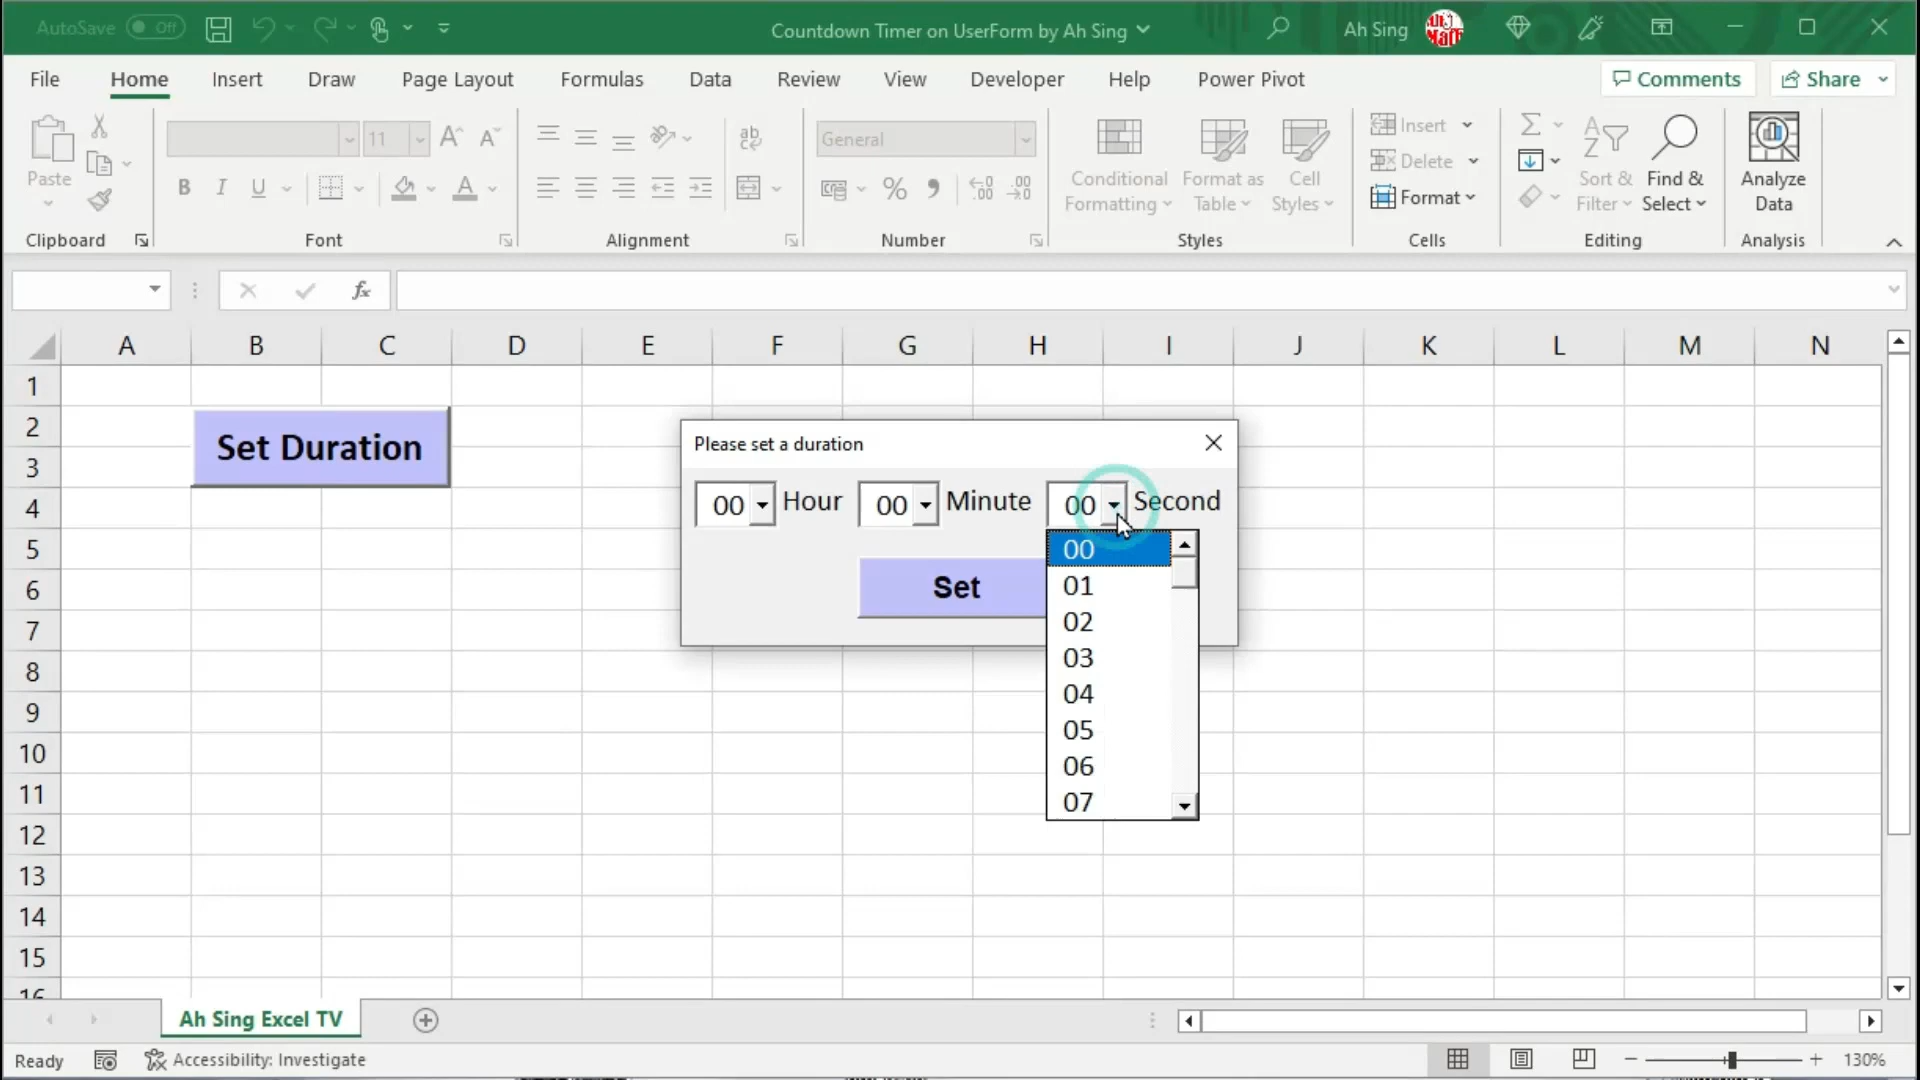 AutoSave Off
Countdown Timer on UserForm by Ah Sing
Ah Sing
File Home Insert Draw Page Layout Formulas Data Review View Developer Help Power Pivot
Comments Share
Paste
11
General
Conditional Formatting
Format as Table
Cell Styles
Insert
Delete
Format
Sort & Filter
Find & Select
Analyze Data
Clipboard Font Alignment Number Styles Cells Editing Analysis
fx
A B C D E F G H I J K L M N
1
2
3
4
5
6
7
8
9
10
11
12
13
14
15
16
Set Duration
Please set a duration
00 Hour 00 Minute 00 Second
Set
00
01
02
03
04
05
06
07
Ah Sing Excel TV
Ready Accessibility: Investigate 130%